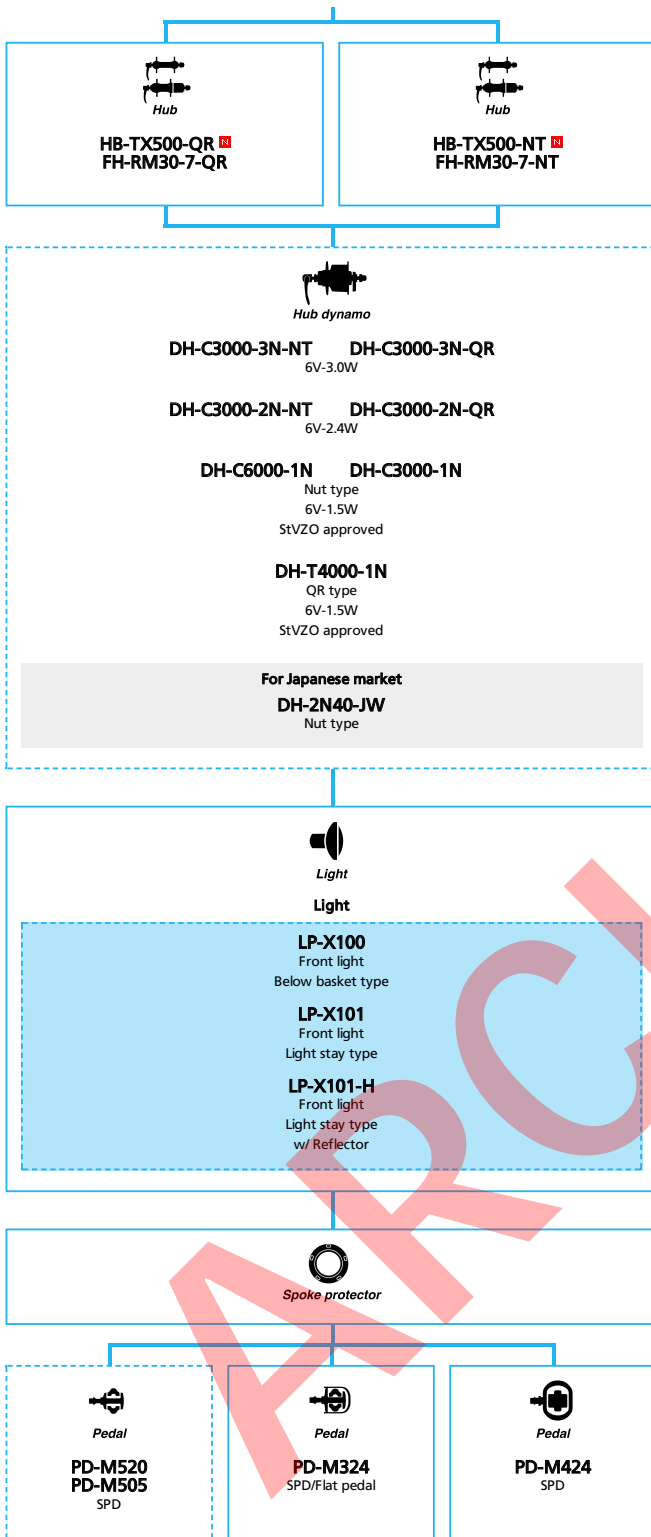 Hub
HB-TX500-QR N
FH-RM30-7-QR
Hub
HB-TX500-NT N
FH-RM30-7-NT
Hub dynamo
DH-C3000-3N-NT DH-C3000-3N-QR
6V-3.0W
DH-C3000-2N-NT DH-C3000-2N-QR
6V-2.4W
DH-C6000-1N DH-C3000-1N
Nut type
6V-1.5W
StVZO approved
DH-T4000-1N
QR type
6V-1.5W
StVZO approved
For Japanese market
DH-2N40-JW
Nut type
Light
Light
LP-X100
Front light
Below basket type
LP-X101
Front light
Light stay type
LP-X101-H
Front light
Light stay type
w/ Reflector
Spoke protector
Pedal
PD-M520
PD-M505
SPD
Pedal
PD-M324
SPD/Flat pedal
Pedal
PD-M424
SPD
ARC